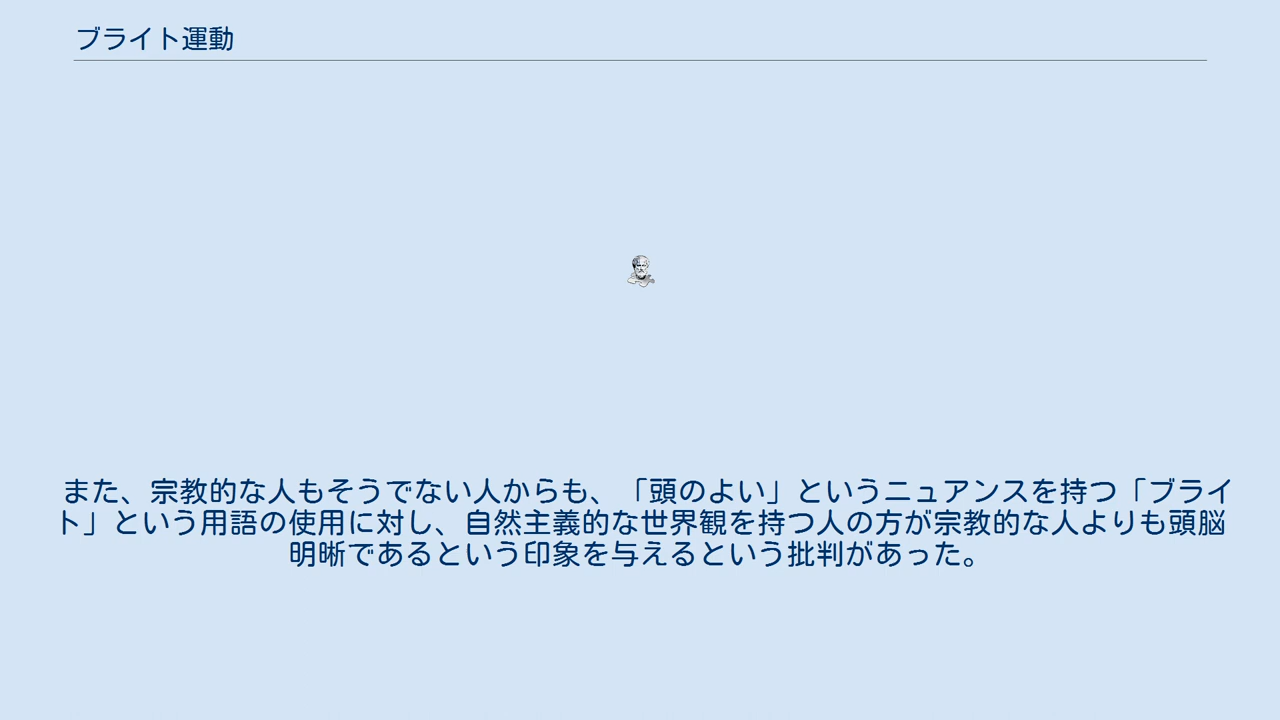 ブライト運動
また、宗教的な人もそうでない人からも、「頭のよい」というニュアンスを持つ「ブライ
ト」という用語の使用に対し、自然主義的な世界観を持つ人の方が宗教的な人よりも頭脳
明晰であるという印象を与えるという批判があった。